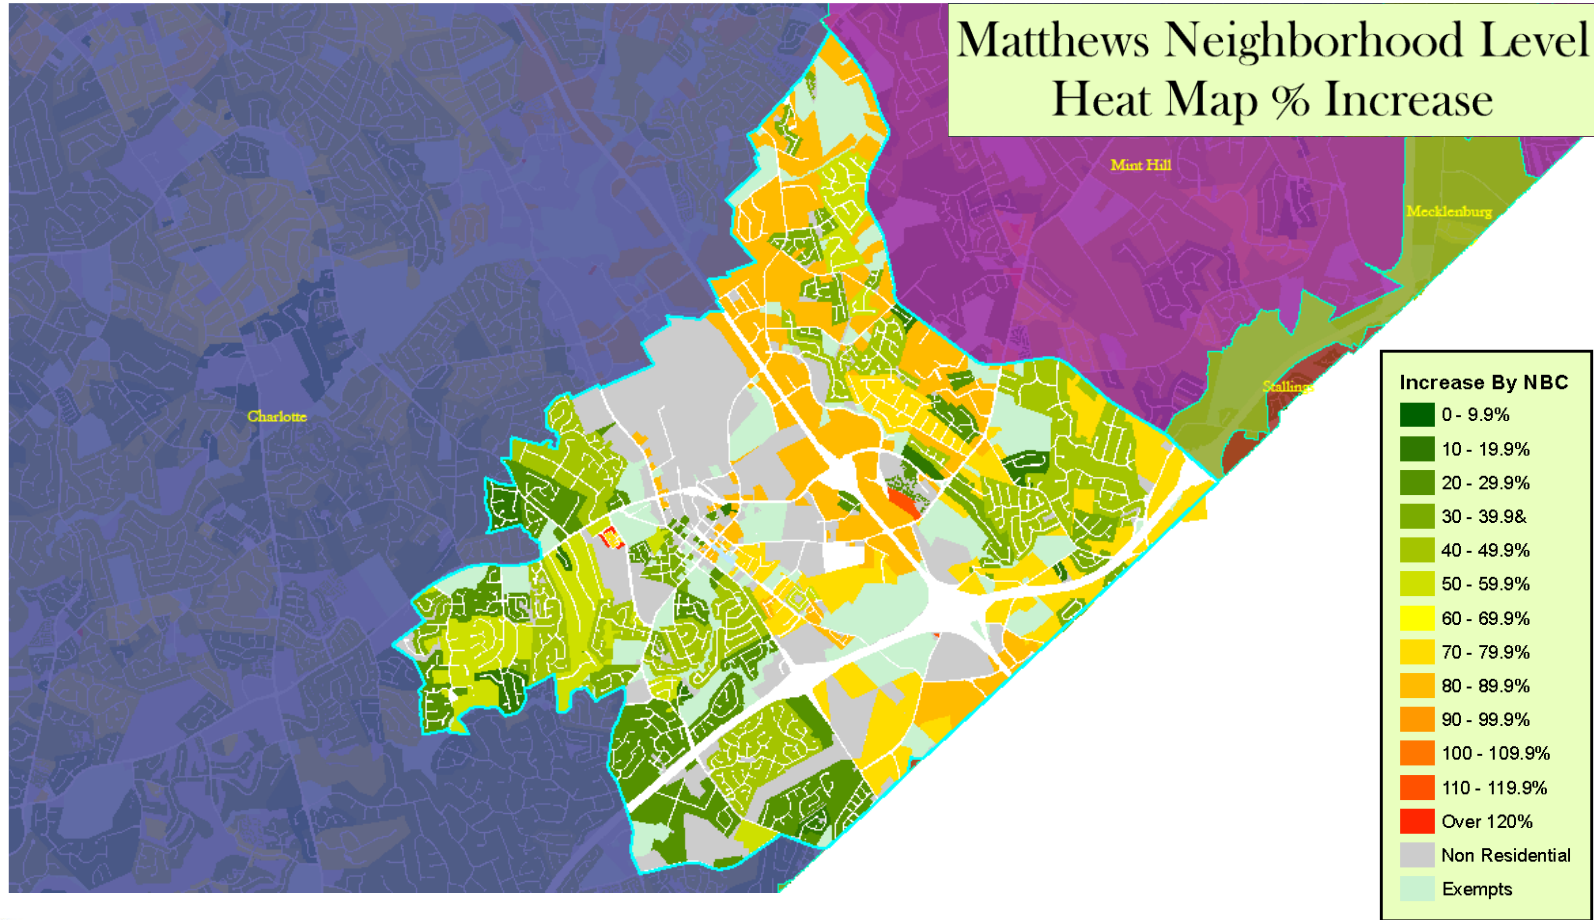 Matthews Neighborhood Level
Heat Map % Increase
Mint Hill
Mecklenburg
Stallings
Charlotte
Increase By NBC
0 - 9.9%
10 - 19.9%
20 - 29.9%
30 - 39.9&
40 - 49.9%
50 - 59.9%
60 - 69.9%
70 - 79.9%
80 - 89.9%
90 - 99.9%
100 - 109.9%
110 - 119.9%
Over 120%
Non Residential
Exempts